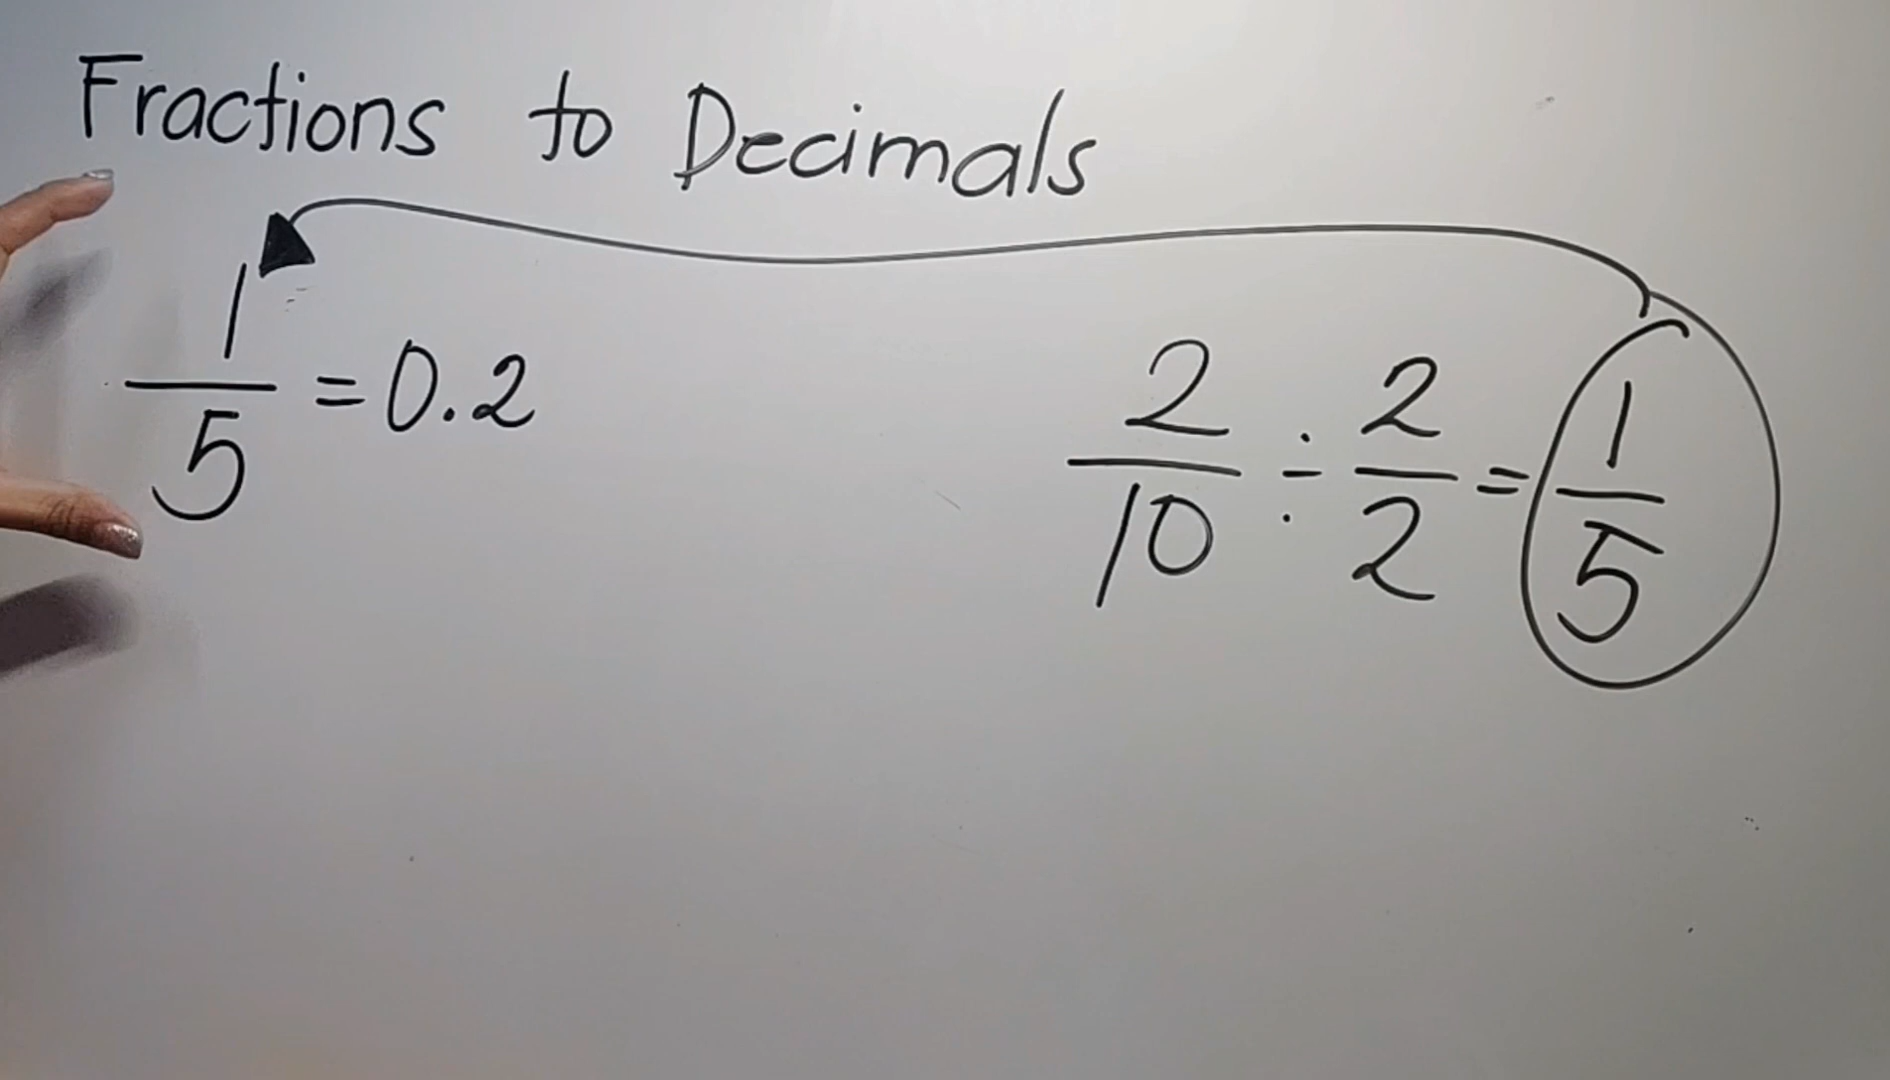 Fractions to Decimals
1/5 = 0.2
2/10 ÷ 2/2 = 1/5